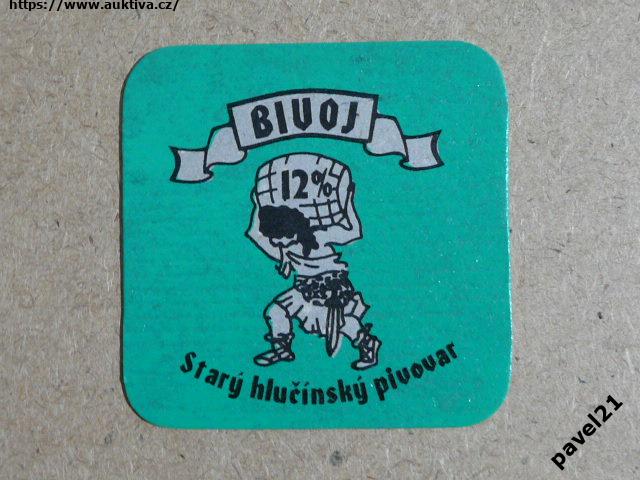 https://www.auktiva.cz/
BIVOJ
12%
Starý hlučínský pivovar
pavel21